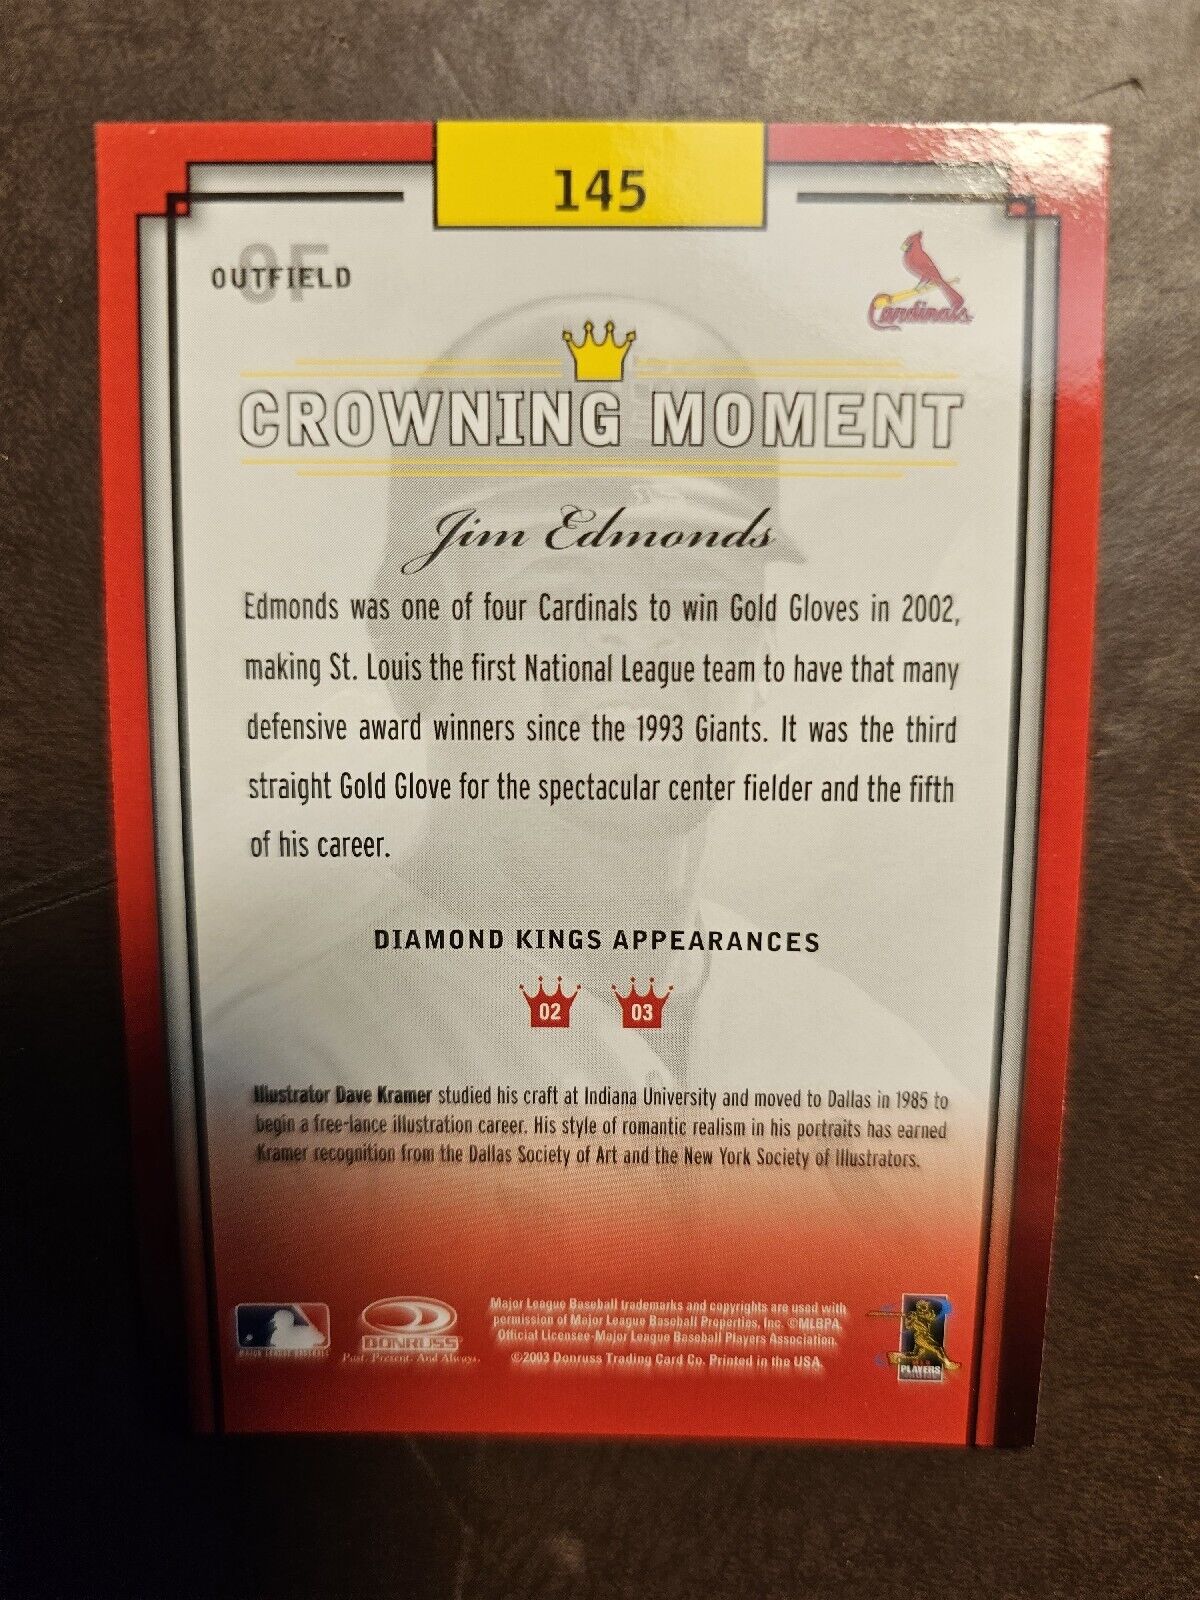 145
OF
OUTFIELD
Cardinals
CROWNING MOMENT
Jim Edmonds
Edmonds was one of four Cardinals to win Gold Gloves in 2002,
making St. Louis the first National League team to have that many
defensive award winners since the 1993 Giants. It was the third
straight Gold Glove for the spectacular center fielder and the fifth
of his career.
DIAMOND KINGS APPEARANCES
02 03
Illustrator Dave Kramer studied his craft at Indiana University and moved to Dallas in 1985 to
begin a free-lance illustration career. His style of romantic realism in his portraits has earned
Kramer recognition from the Dallas Society of Art and the New York Society of Illustrators.
MAJOR LEAGUE BASEBALL
DONRUSS
Past. Present. And Always.
Major League Baseball trademarks and copyrights are used with
permission of Major League Baseball Properties, Inc. ©MLBPA
Official Licensee-Major League Baseball Players Association.
©2003 Donruss Trading Card Co. Printed in the USA.
PLAYERS